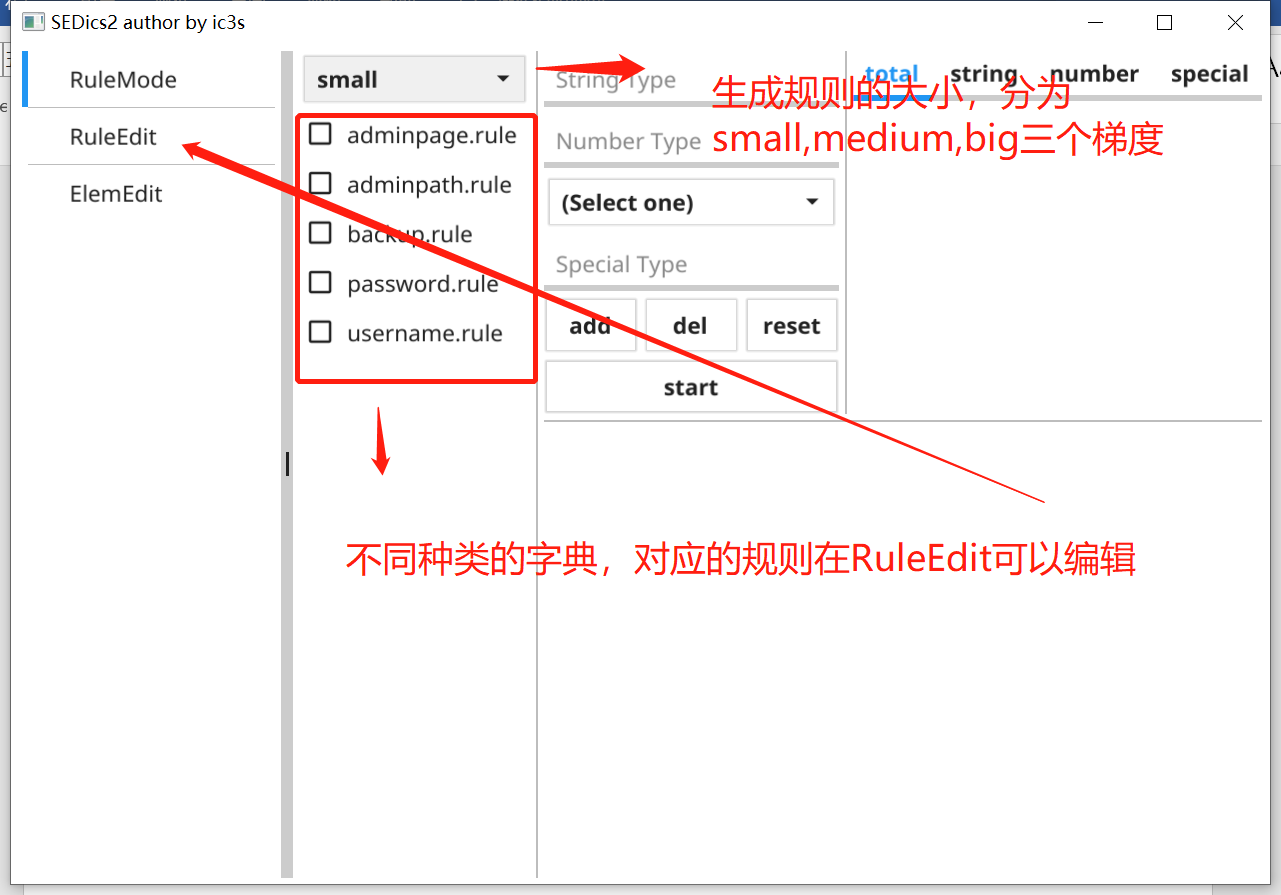 SEDics2 author by ic3s
RuleMode
RuleEdit
ElemEdit
small
adminpage.rule
adminpath.rule
backup.rule
password.rule
username.rule
String Type
Number Type
(Select one)
Special Type
add del reset
start
total string number special
生成规则的大小，分为
small,medium,big三个梯度
不同种类的字典，对应的规则在RuleEdit可以编辑